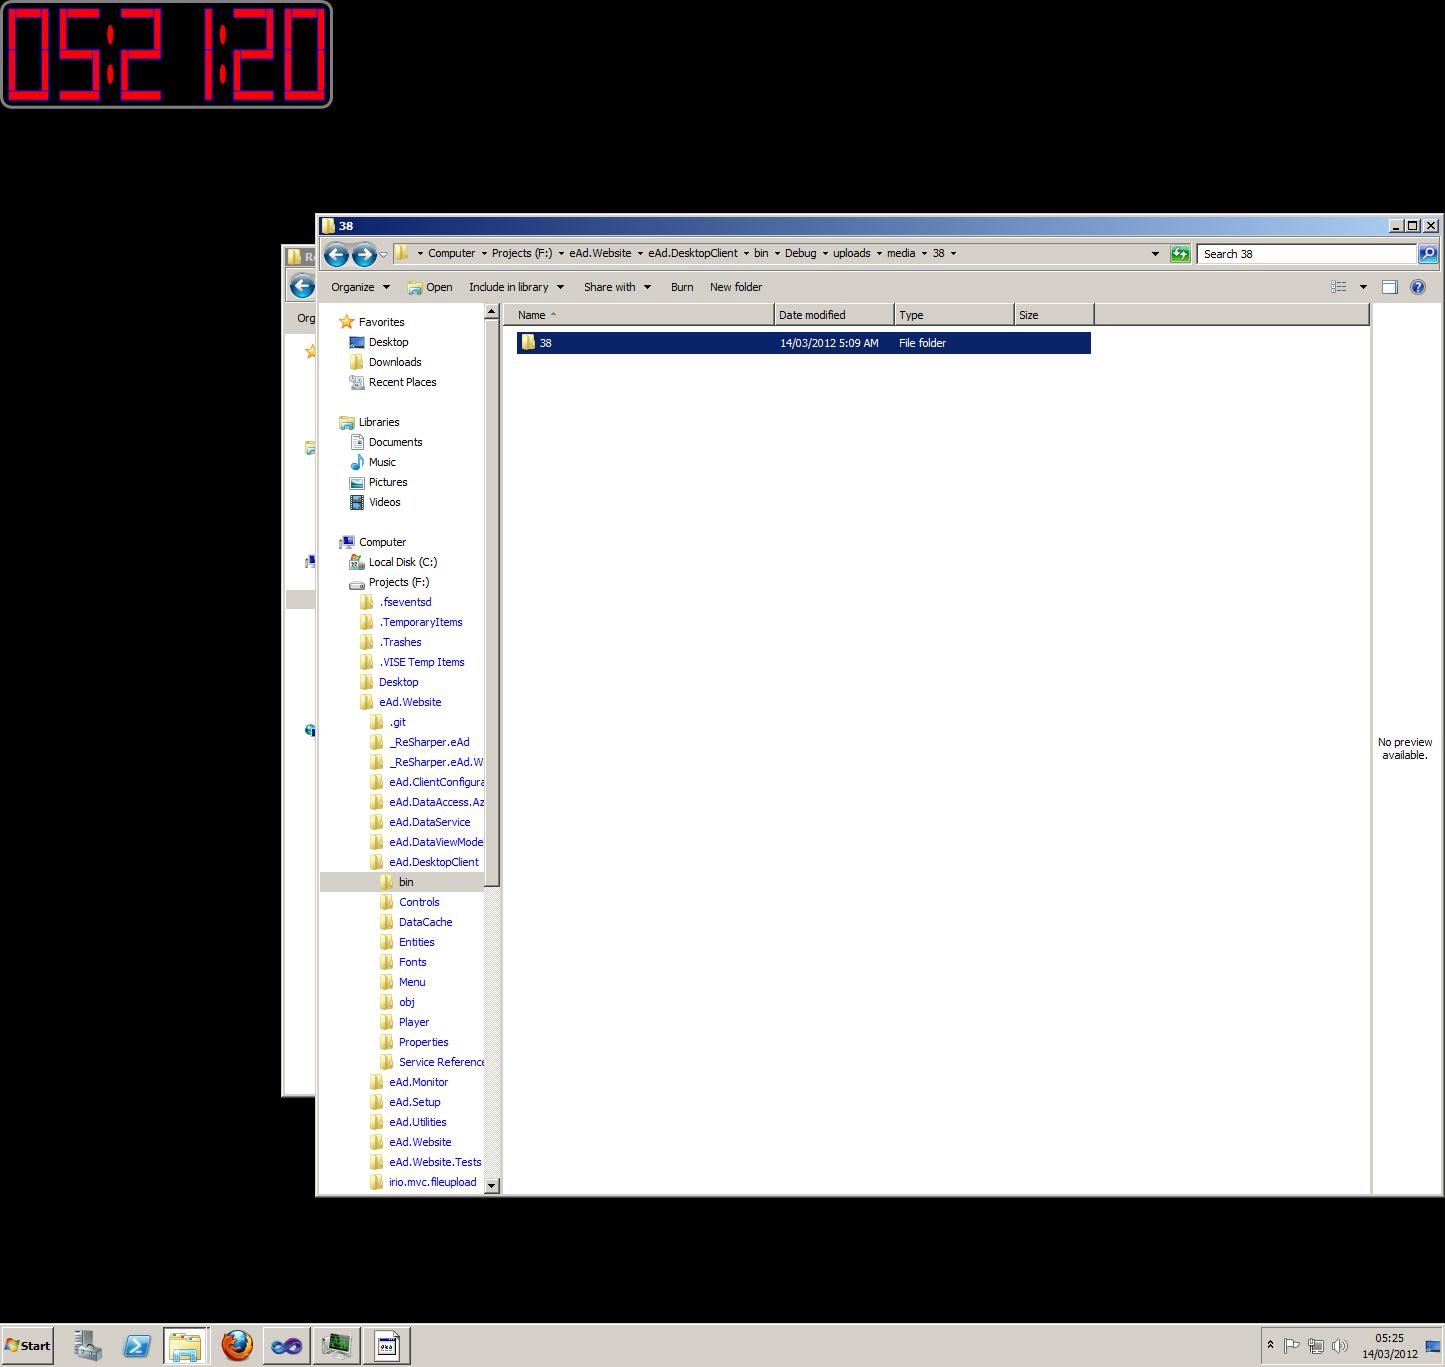 05:21:20
38
Computer Projects (F:) eAd.Website eAd.DesktopClient bin Debug uploads media 38
Search 38
Org
Organize Open Include in library Share with Burn New folder
Name Date modified Type Size
38 14/03/2012 5:09 AM File folder
Favorites
Desktop
Downloads
Recent Places
Libraries
Documents
Music
Pictures
Videos
Computer
Local Disk (C:)
Projects (F:)
.fseventsd
.TemporaryItems
.Trashes
.VISE Temp Items
Desktop
eAd.Website
.git
_ReSharper.eAd
_ReSharper.eAd.W
eAd.ClientConfigura
eAd.DataAccess.Az
eAd.DataService
eAd.DataViewMode
eAd.DesktopClient
bin
Controls
DataCache
Entities
Fonts
Menu
obj
Player
Properties
Service Reference
eAd.Monitor
eAd.Setup
eAd.Utilities
eAd.Website
eAd.Website.Tests
irio.mvc.fileupload
No preview
available.
Start
05:25
14/03/2012